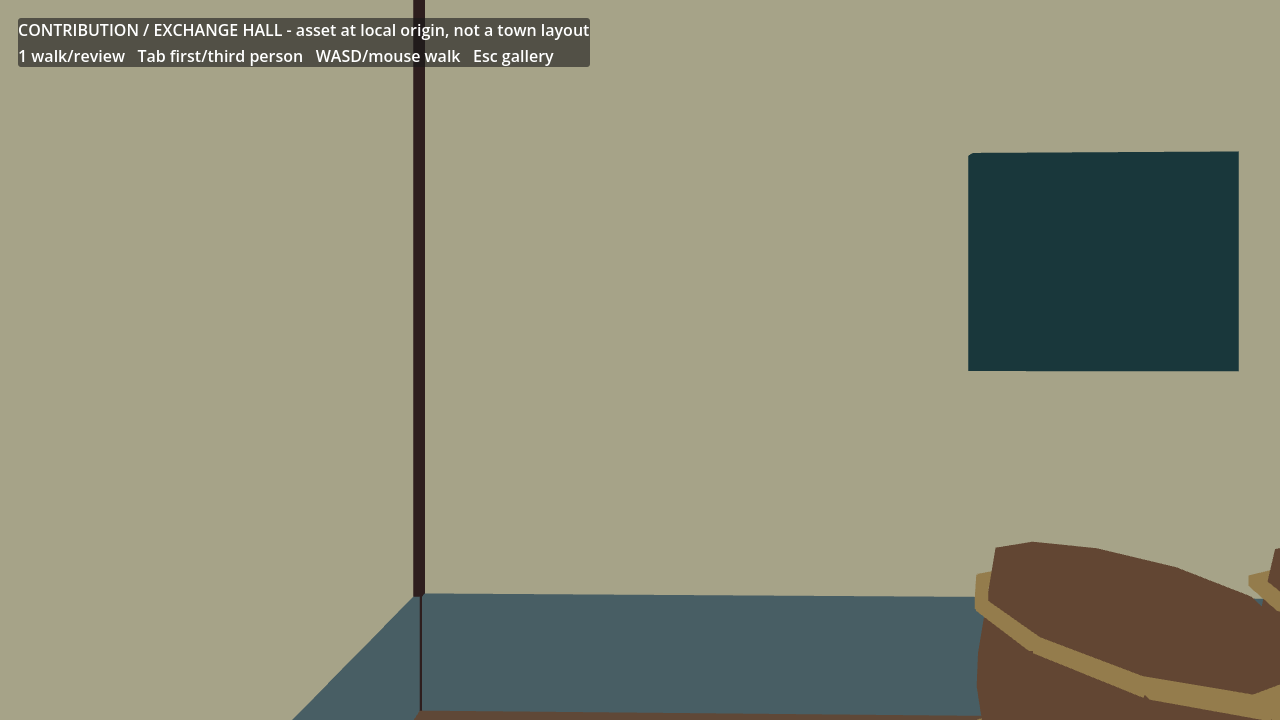 CONTRIBUTION / EXCHANGE HALL - asset at local origin, not a town layout
1 walk/review   Tab first/third person   WASD/mouse walk   Esc gallery